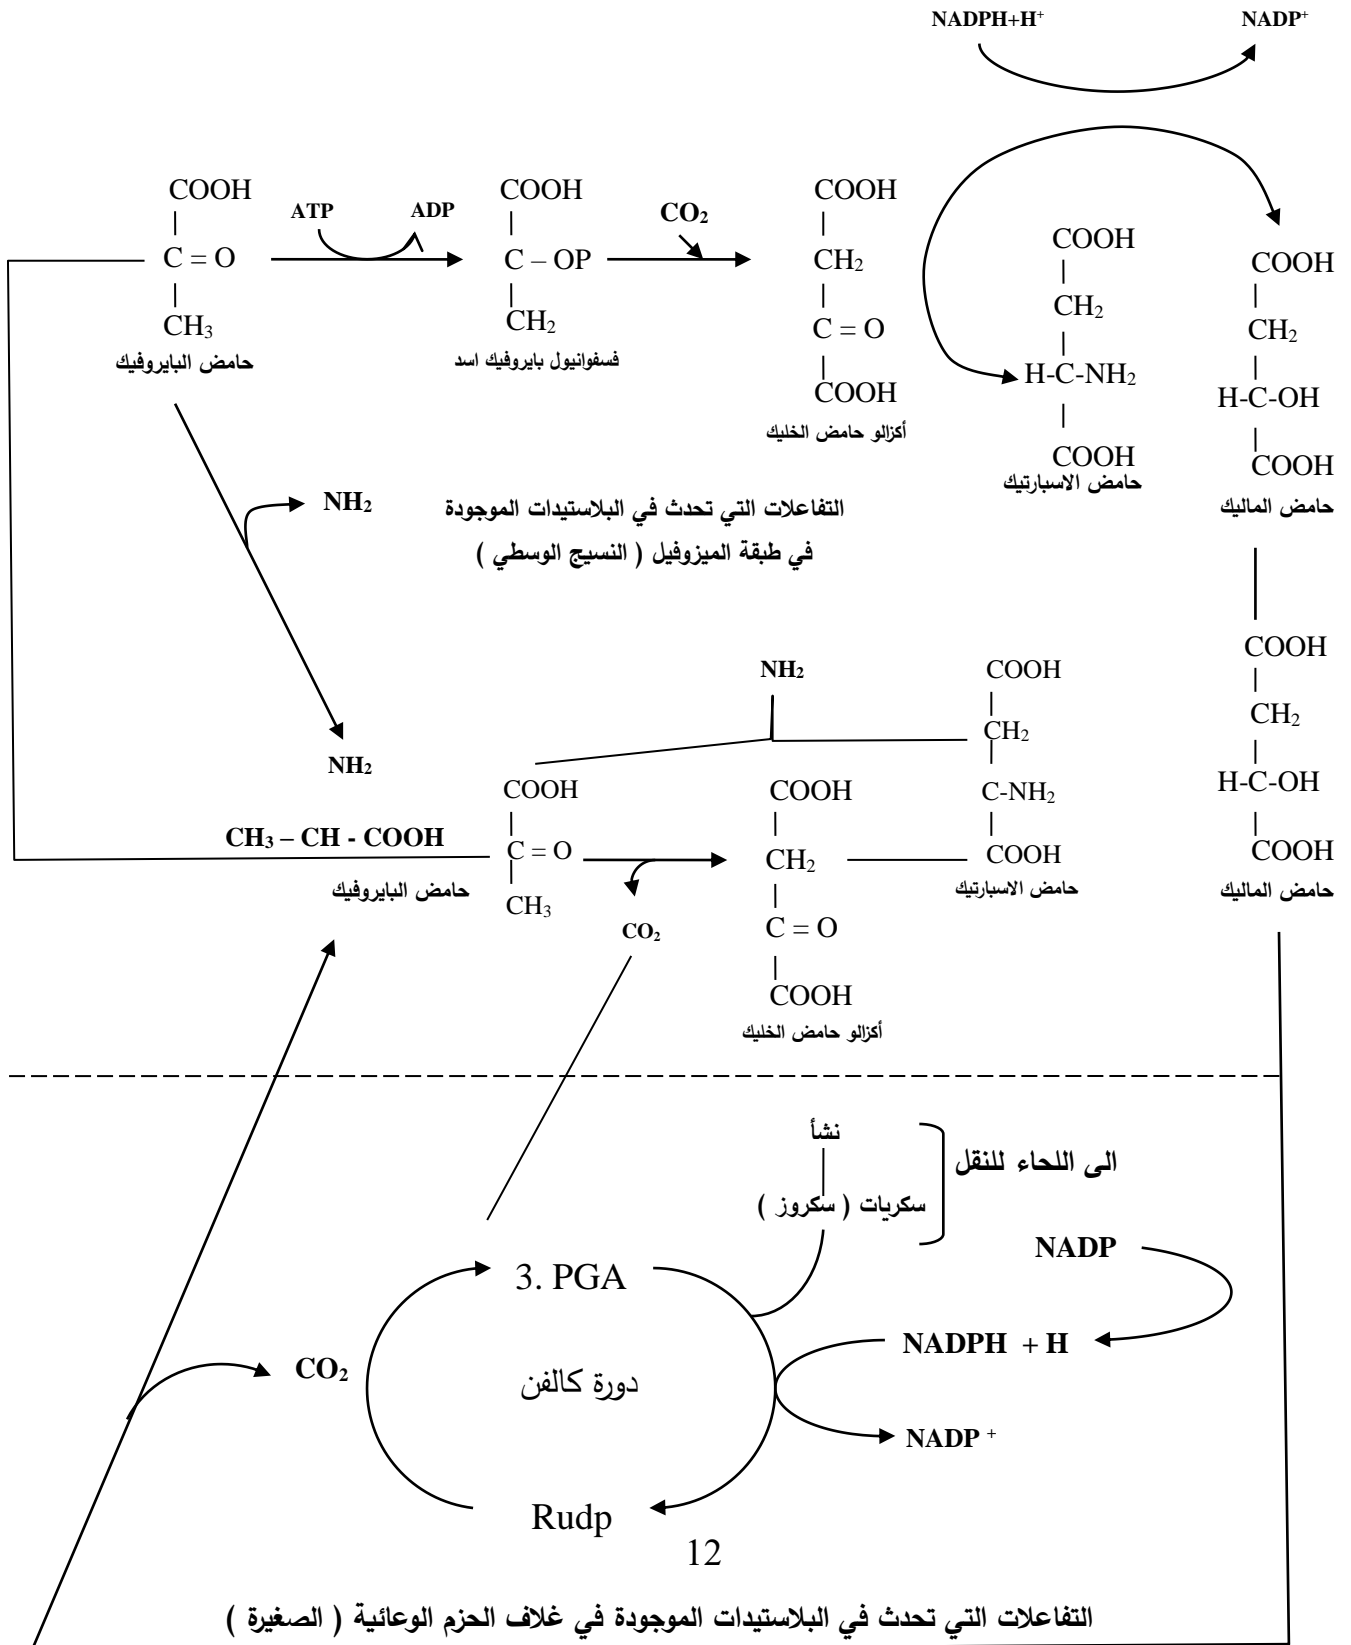 NADPH+H⁺ NADP⁺
COOH
C = O
CH₃
حامض البايروفيك
ATP ADP
COOH
C – OP
CH₂
فسفوانيول بايروفيك اسد
CO₂
COOH
CH₂
C = O
COOH
أكزالو حامض الخليك
COOH
CH₂
H-C-NH₂
COOH
حامض الاسبارتيك
COOH
CH₂
H-C-OH
COOH
حامض الماليك
NH₂
التفاعلات التي تحدث في البلاستيدات الموجودة
في طبقة الميزوفيل ( النسيج الوسطي )
NH₂
CH₃ – CH - COOH
حامض البايروفيك
COOH
C = O
CH₃
NH₂
CO₂
COOH
CH₂
C = O
COOH
أكزالو حامض الخليك
COOH
CH₂
C-NH₂
COOH
حامض الاسبارتيك
COOH
CH₂
H-C-OH
COOH
حامض الماليك
نشأ
سكريات ( سكروز )
الى اللحاء للنقل
NADP
3. PGA
NADPH + H
CO₂
دورة كالفن
NADP ⁺
Rudp
12
التفاعلات التي تحدث في البلاستيدات الموجودة في غلاف الحزم الوعائية ( الصغيرة )